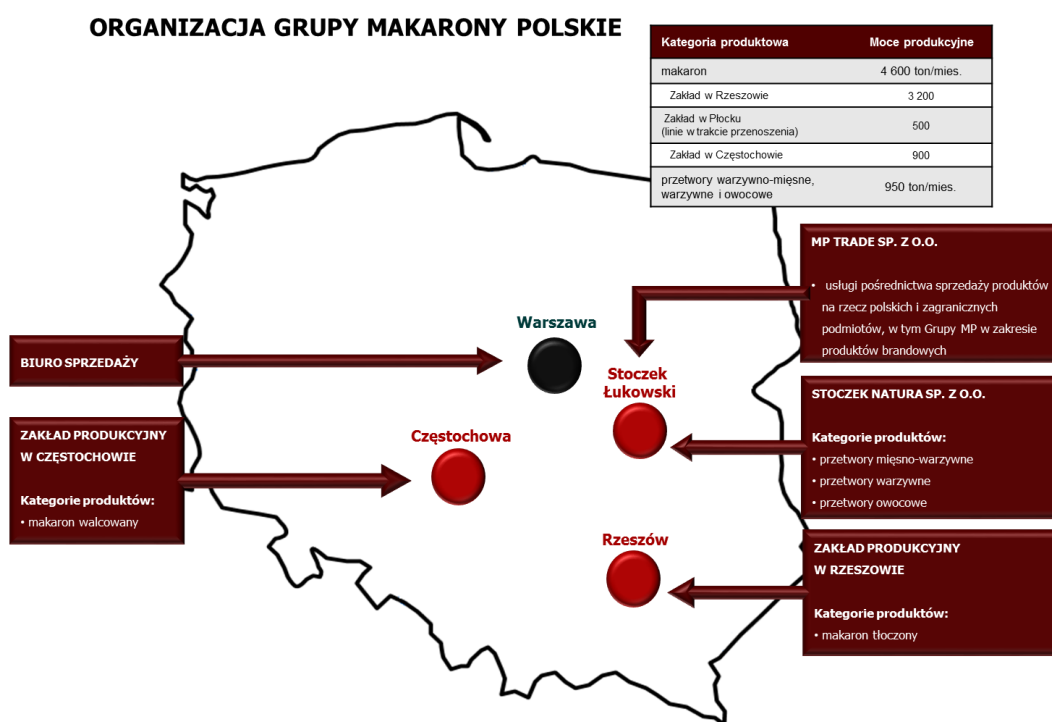 ORGANIZACJA GRUPY MAKARONY POLSKIE
Kategoria produktowa Moce produkcyjne
makaron 4 600 ton/mies.
Zakład w Rzeszowie 3 200
Zakład w Płocku
(linie w trakcie przenoszenia) 500
Zakład w Częstochowie 900
przetwory warzywno-mięsne,
warzywne i owocowe 950 ton/mies.
MP TRADE SP. Z O.O.
• usługi pośrednictwa sprzedaży produktów
na rzecz polskich i zagranicznych
podmiotów, w tym Grupy MP w zakresie
produktów brandowych
Warszawa
BIURO SPRZEDAŻY
Stoczek
Łukowski
STOCZEK NATURA SP. Z O.O.
Kategorie produktów:
• przetwory mięsno-warzywne
• przetwory warzywne
• przetwory owocowe
ZAKŁAD PRODUKCYJNY
W CZĘSTOCHOWIE
Kategorie produktów:
• makaron walcowany
Częstochowa
Rzeszów
ZAKŁAD PRODUKCYJNY
W RZESZOWIE
Kategorie produktów:
• makaron tłoczony